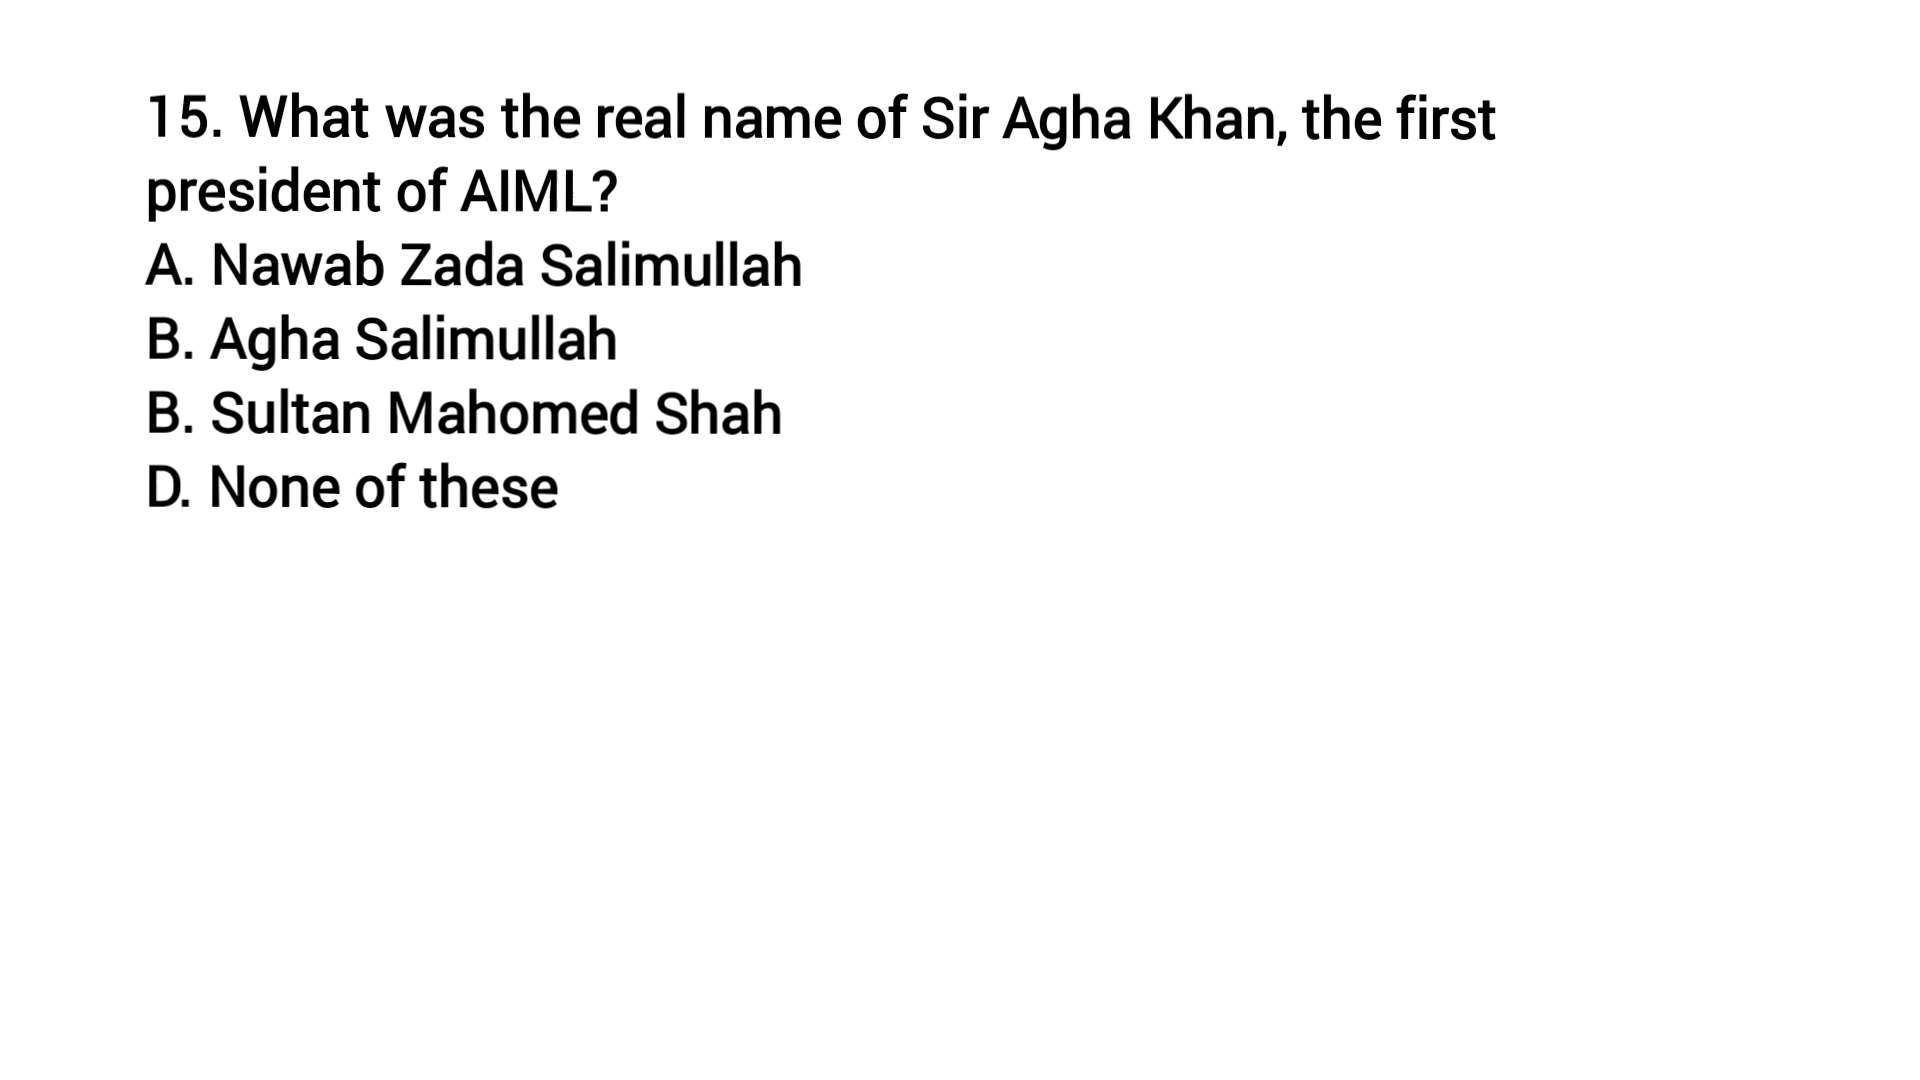 15. What was the real name of Sir Agha Khan, the first
president of AIML?
A. Nawab Zada Salimullah
B. Agha Salimullah
B. Sultan Mahomed Shah
D. None of these